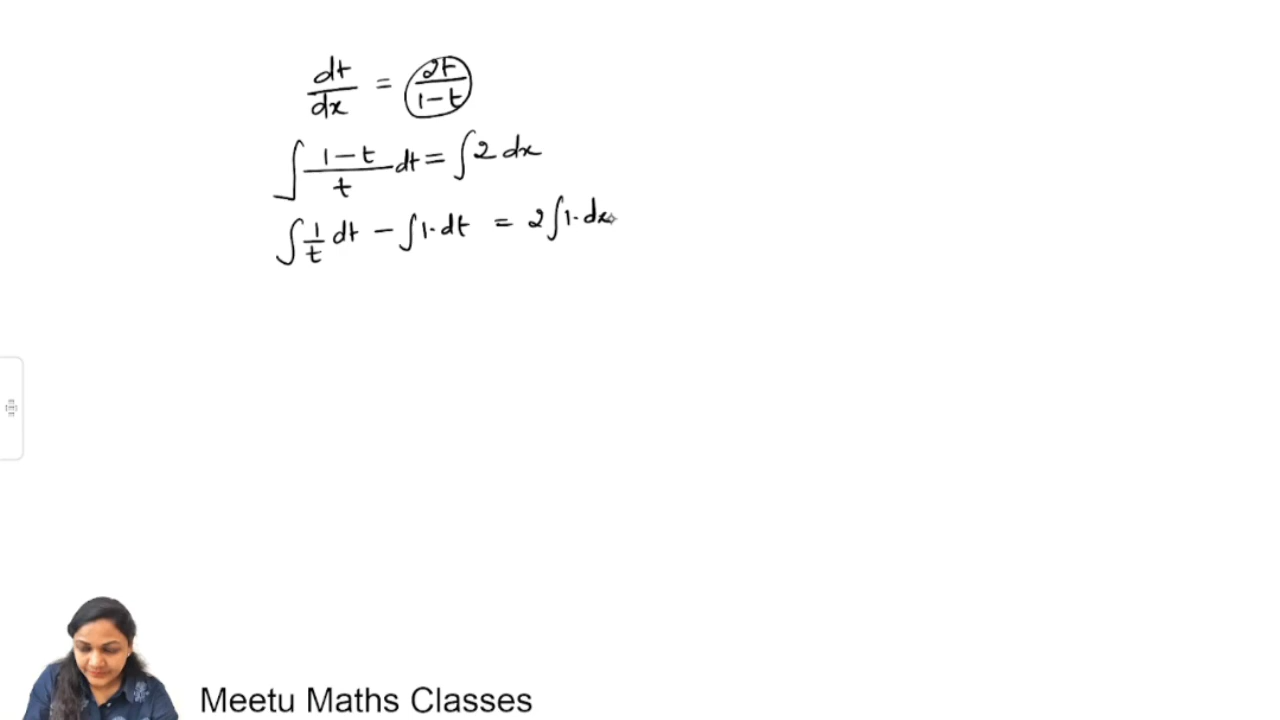 dt/dx = 2t/1-t
∫ 1-t/t dt = ∫2 dx
∫ 1/t dt - ∫1·dt = 2∫1·dx
Meetu Maths Classes